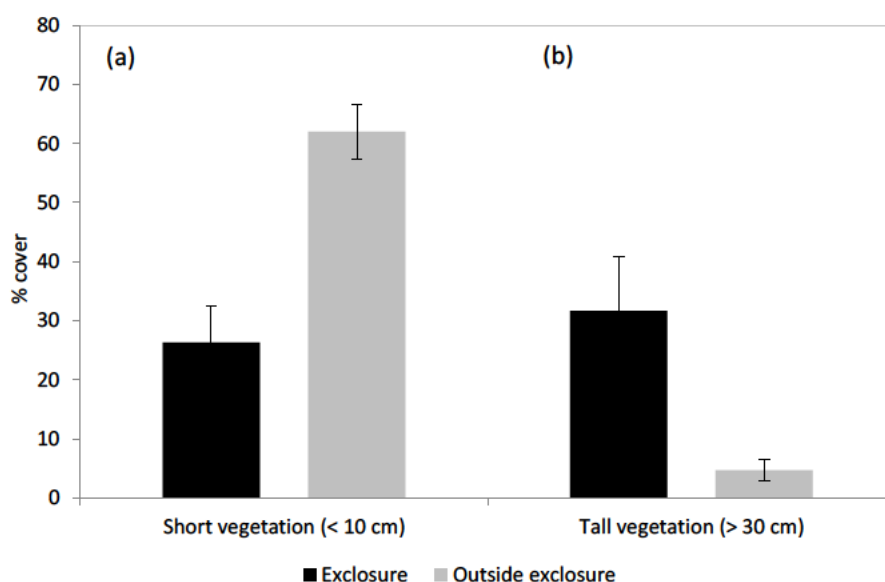 (a)
(b)
% cover
80
70
60
50
40
30
20
10
0
Short vegetation (< 10 cm)
Tall vegetation (> 30 cm)
Exclosure
Outside exclosure